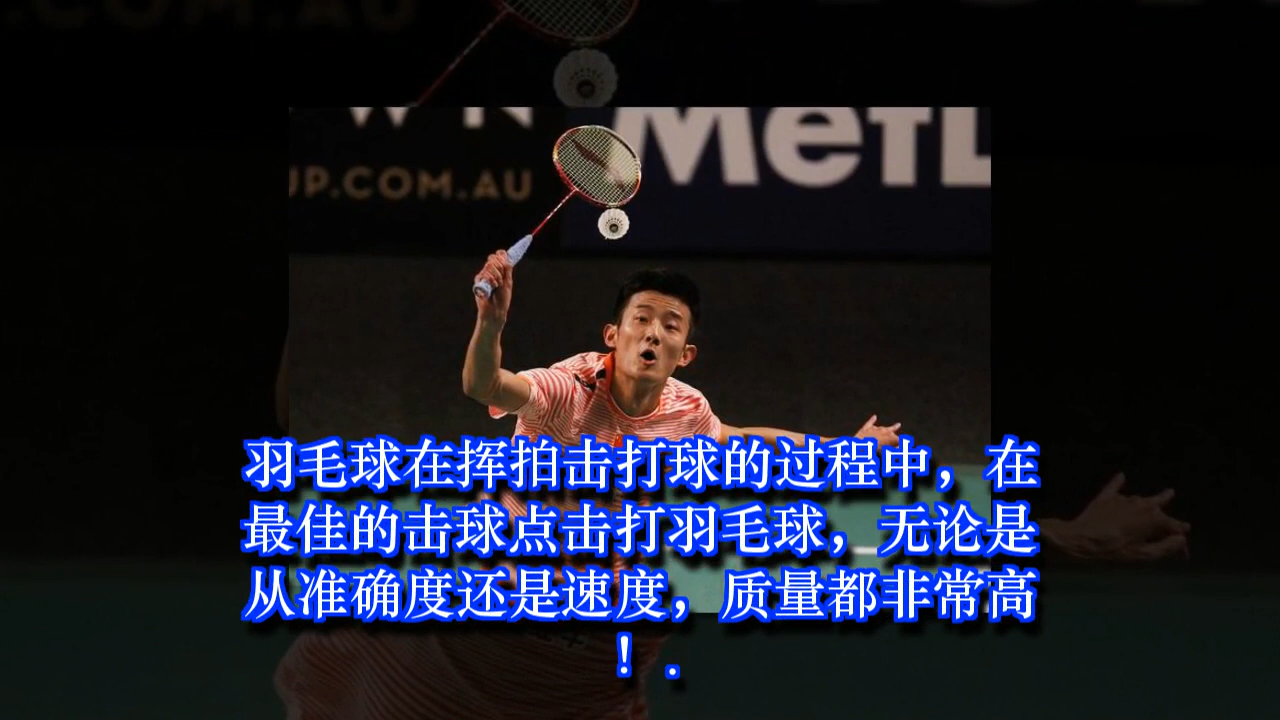 UP.COM.AU
MetL
羽毛球在挥拍击打球的过程中，在
最佳的击球点击打羽毛球，无论是
从准确度还是速度，质量都非常高
！.